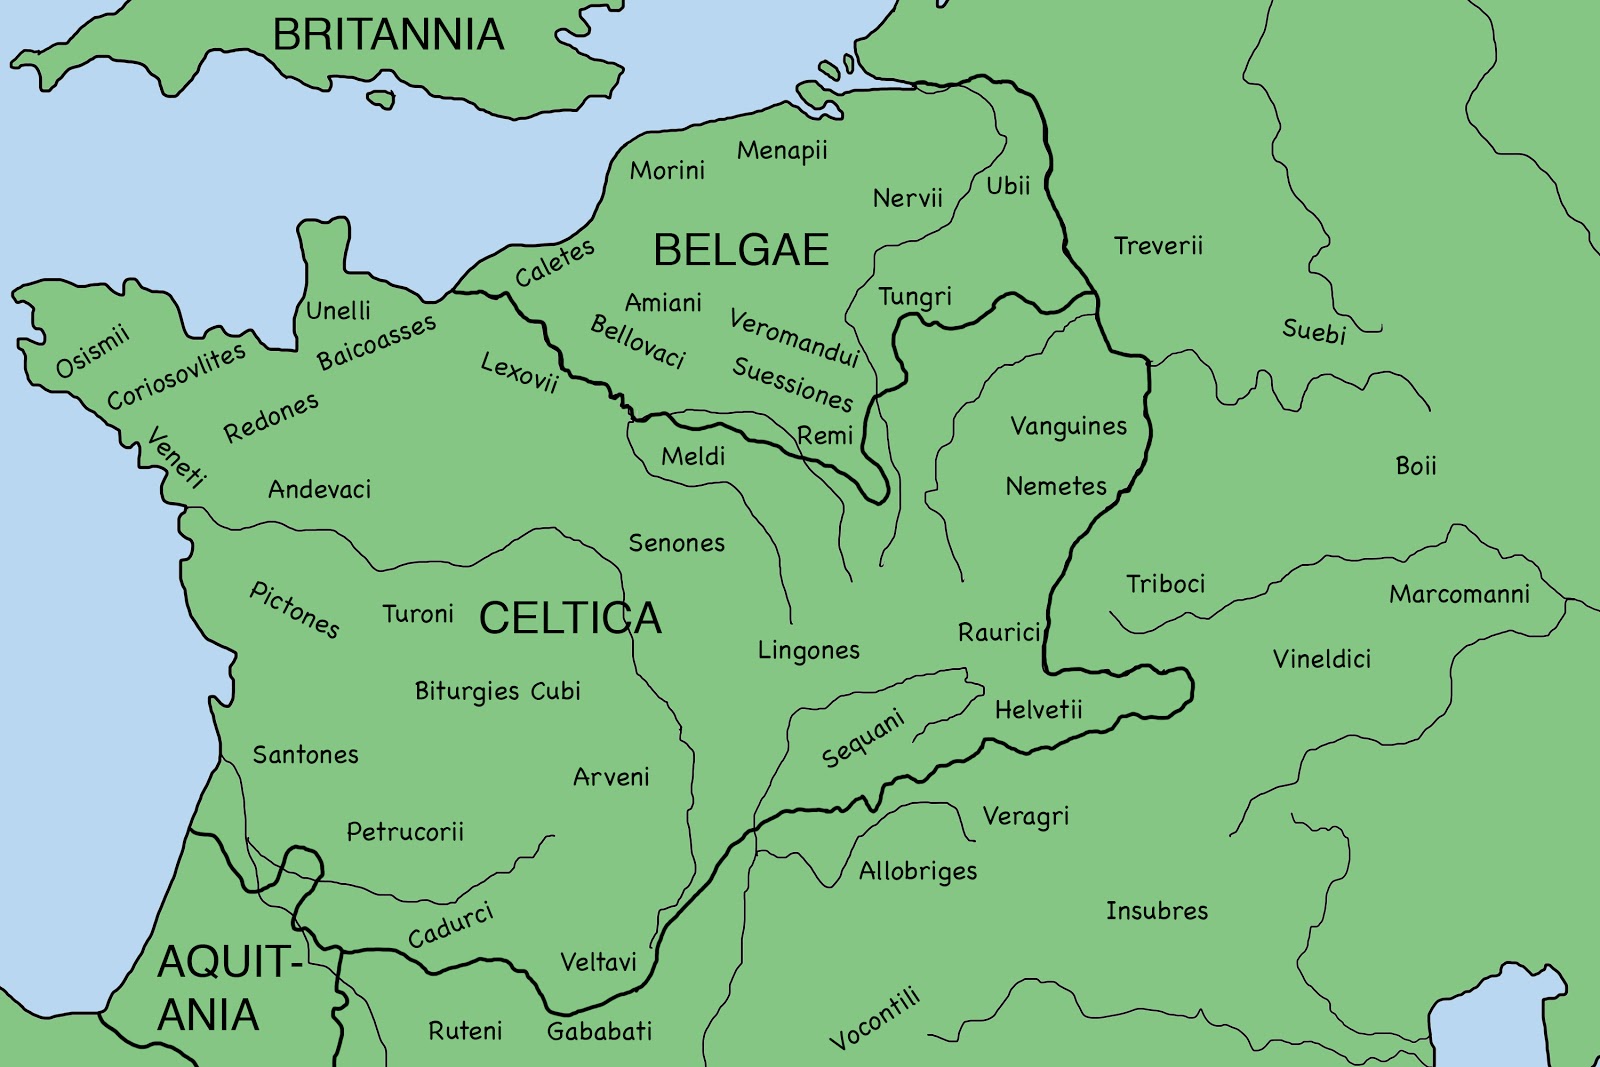 BRITANNIA
Menapii
Morini
Ubii
Nervii
Treverii
BELGAE
Caletes
Tungri
Amiani
Unelli
Veromandui
Suebi
Bellovaci
Baicoasses
Osismii
Coriosovlites
Lexovii
Suessiones
Redones
Vanguines
Remi
Veneti
Meldi
Boii
Nemetes
Andevaci
Senones
Triboci
Marcomanni
Pictones
Turoni
CELTICA
Raurici
Lingones
Vineldici
Biturgies Cubi
Helvetii
Sequani
Santones
Arveni
Veragri
Petrucorii
Allobriges
Insubres
Cadurci
AQUIT-
ANIA
Veltavi
Vocontili
Ruteni
Gababati